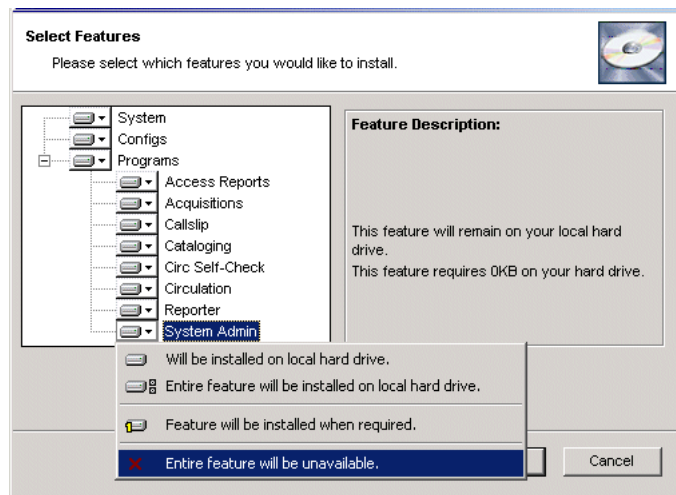 Select Features
Please select which features you would like to install.
System
Configs
Programs
Access Reports
Acquisitions
Callslip
Cataloging
Circ Self-Check
Circulation
Reporter
System Admin
Feature Description:
This feature will remain on your local hard
drive.
This feature requires 0KB on your hard drive.
Will be installed on local hard drive.
Entire feature will be installed on local hard drive.
Feature will be installed when required.
Entire feature will be unavailable.
Cancel